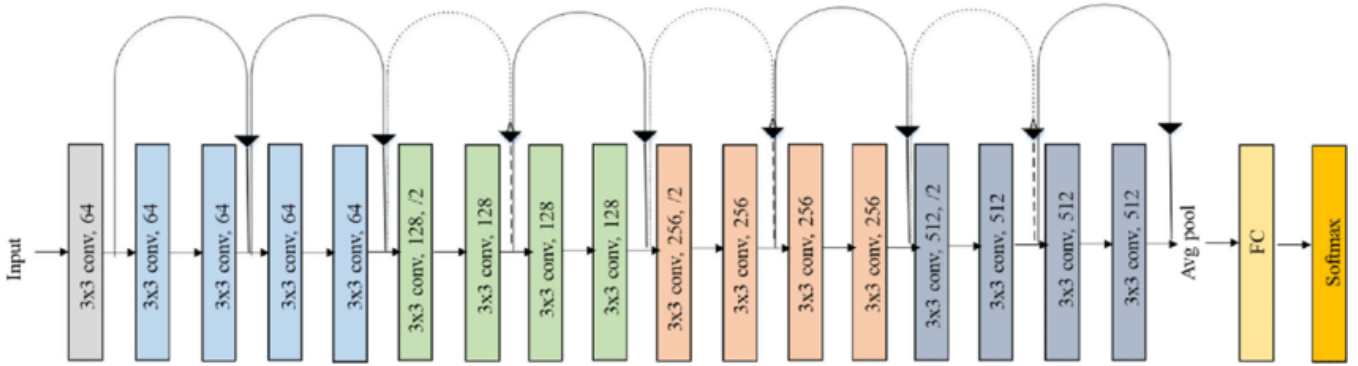 Input
3x3 conv, 64
3x3 conv, 64
3x3 conv, 64
3x3 conv, 64
3x3 conv, 64
3x3 conv, 128, /2
3x3 conv, 128
3x3 conv, 128
3x3 conv, 128
3x3 conv, 256, /2
3x3 conv, 256
3x3 conv, 256
3x3 conv, 256
3x3 conv, 512, /2
3x3 conv, 512
3x3 conv, 512
3x3 conv, 512
Avg pool
FC
Softmax